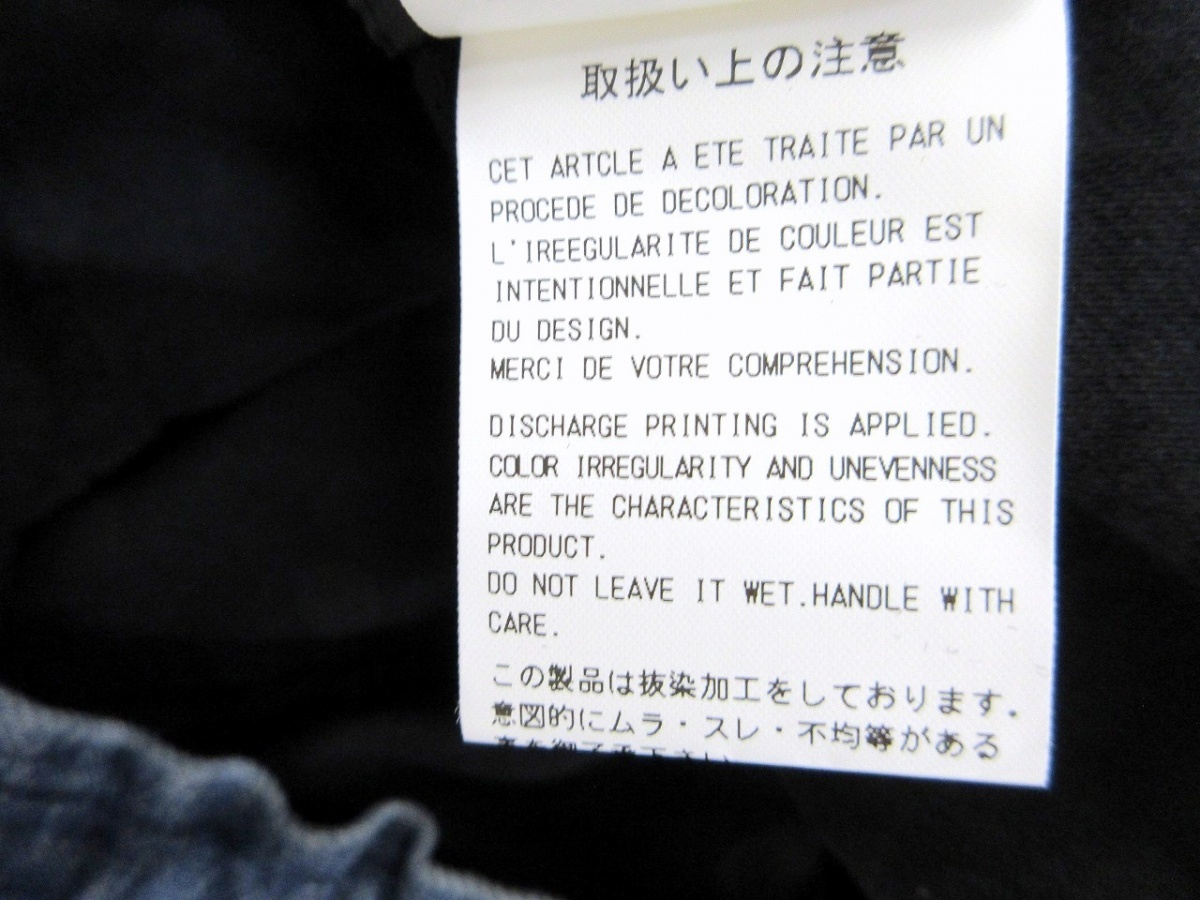 取扱い上の注意
CET ARTCLE A ETE TRAITE PAR UN
PROCEDE DE DECOLORATION.
L'IREEGULARITE DE COULEUR EST
INTENTIONNELLE ET FAIT PARTIE
DU DESIGN.
MERCI DE VOTRE COMPREHENSION.
DISCHARGE PRINTING IS APPLIED.
COLOR IRREGULARITY AND UNEVENNESS
ARE THE CHARACTERISTICS OF THIS
PRODUCT.
DO NOT LEAVE IT WET.HANDLE WITH
CARE.
この製品は抜染加工をしております.
意図的にムラ・スレ・不均等がある